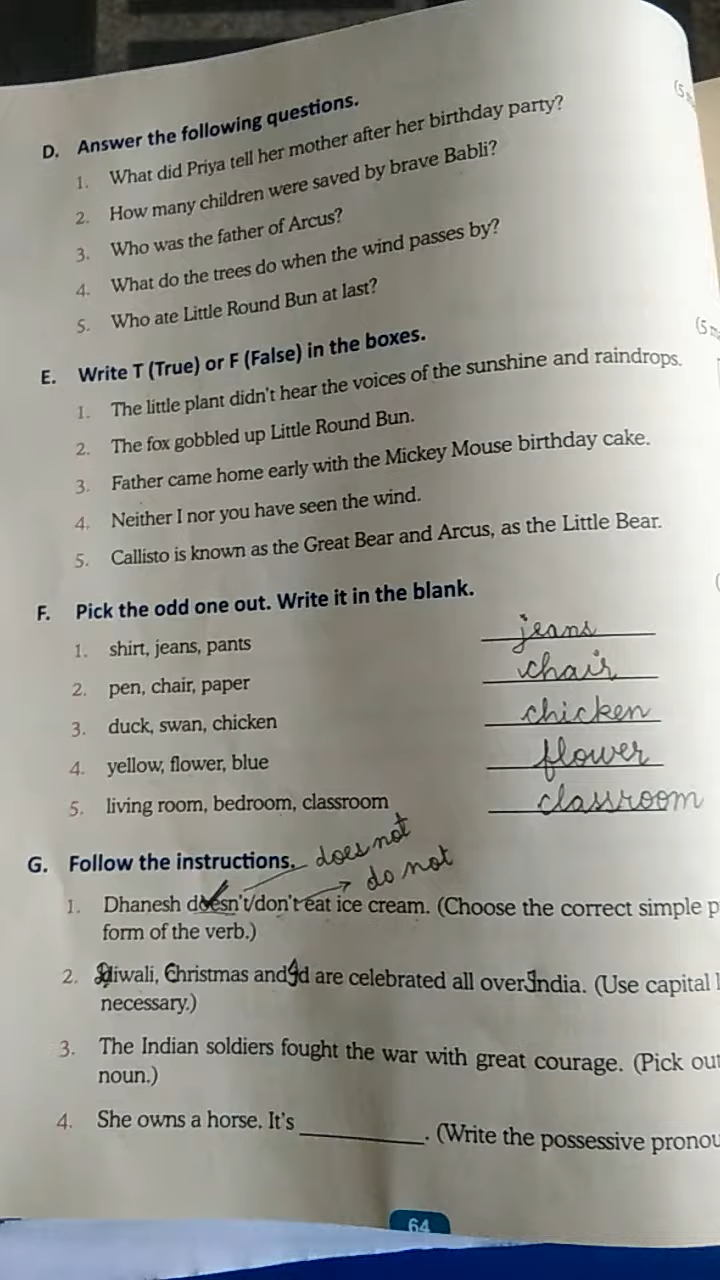 D. Answer the following questions.
1. What did Priya tell her mother after her birthday party?
2. How many children were saved by brave Babli?
3. Who was the father of Arcus?
4. What do the trees do when the wind passes by?
5. Who ate Little Round Bun at last?
(5
E. Write T (True) or F (False) in the boxes.
(5
1. The little plant didn't hear the voices of the sunshine and raindrops.
2. The fox gobbled up Little Round Bun.
3. Father came home early with the Mickey Mouse birthday cake.
4. Neither I nor you have seen the wind.
5. Callisto is known as the Great Bear and Arcus, as the Little Bear.
F. Pick the odd one out. Write it in the blank.
1. shirt, jeans, pants jeans
2. pen, chair, paper chair
3. duck, swan, chicken chicken
4. yellow, flower, blue flower
5. living room, bedroom, classroom classroom
G. Follow the instructions. does not
do not
1. Dhanesh doesn't/don't eat ice cream. (Choose the correct simple p
form of the verb.)
2. Diwali, Christmas and Id are celebrated all over India. (Use capital l
necessary.)
3. The Indian soldiers fought the war with great courage. (Pick out
noun.)
4. She owns a horse. It's ________. (Write the possessive pronou
64